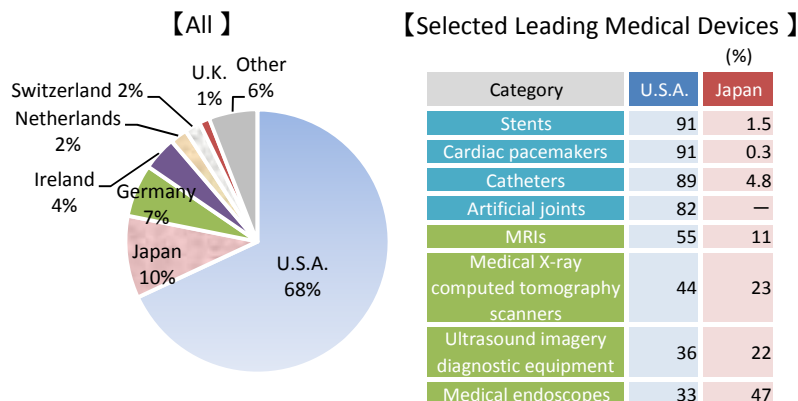 【All 】
Switzerland 2%
U.K.
1%
Other
6%
Netherlands
2%
Ireland
4%
Germany
7%
Japan
10%
U.S.A.
68%
【Selected Leading Medical Devices 】
(%)
Category U.S.A. Japan
Stents 91 1.5
Cardiac pacemakers 91 0.3
Catheters 89 4.8
Artificial joints 82 —
MRIs 55 11
Medical X-ray
computed tomography
scanners
44 23
Ultrasound imagery
diagnostic equipment
36 22
Medical endoscopes 33 47